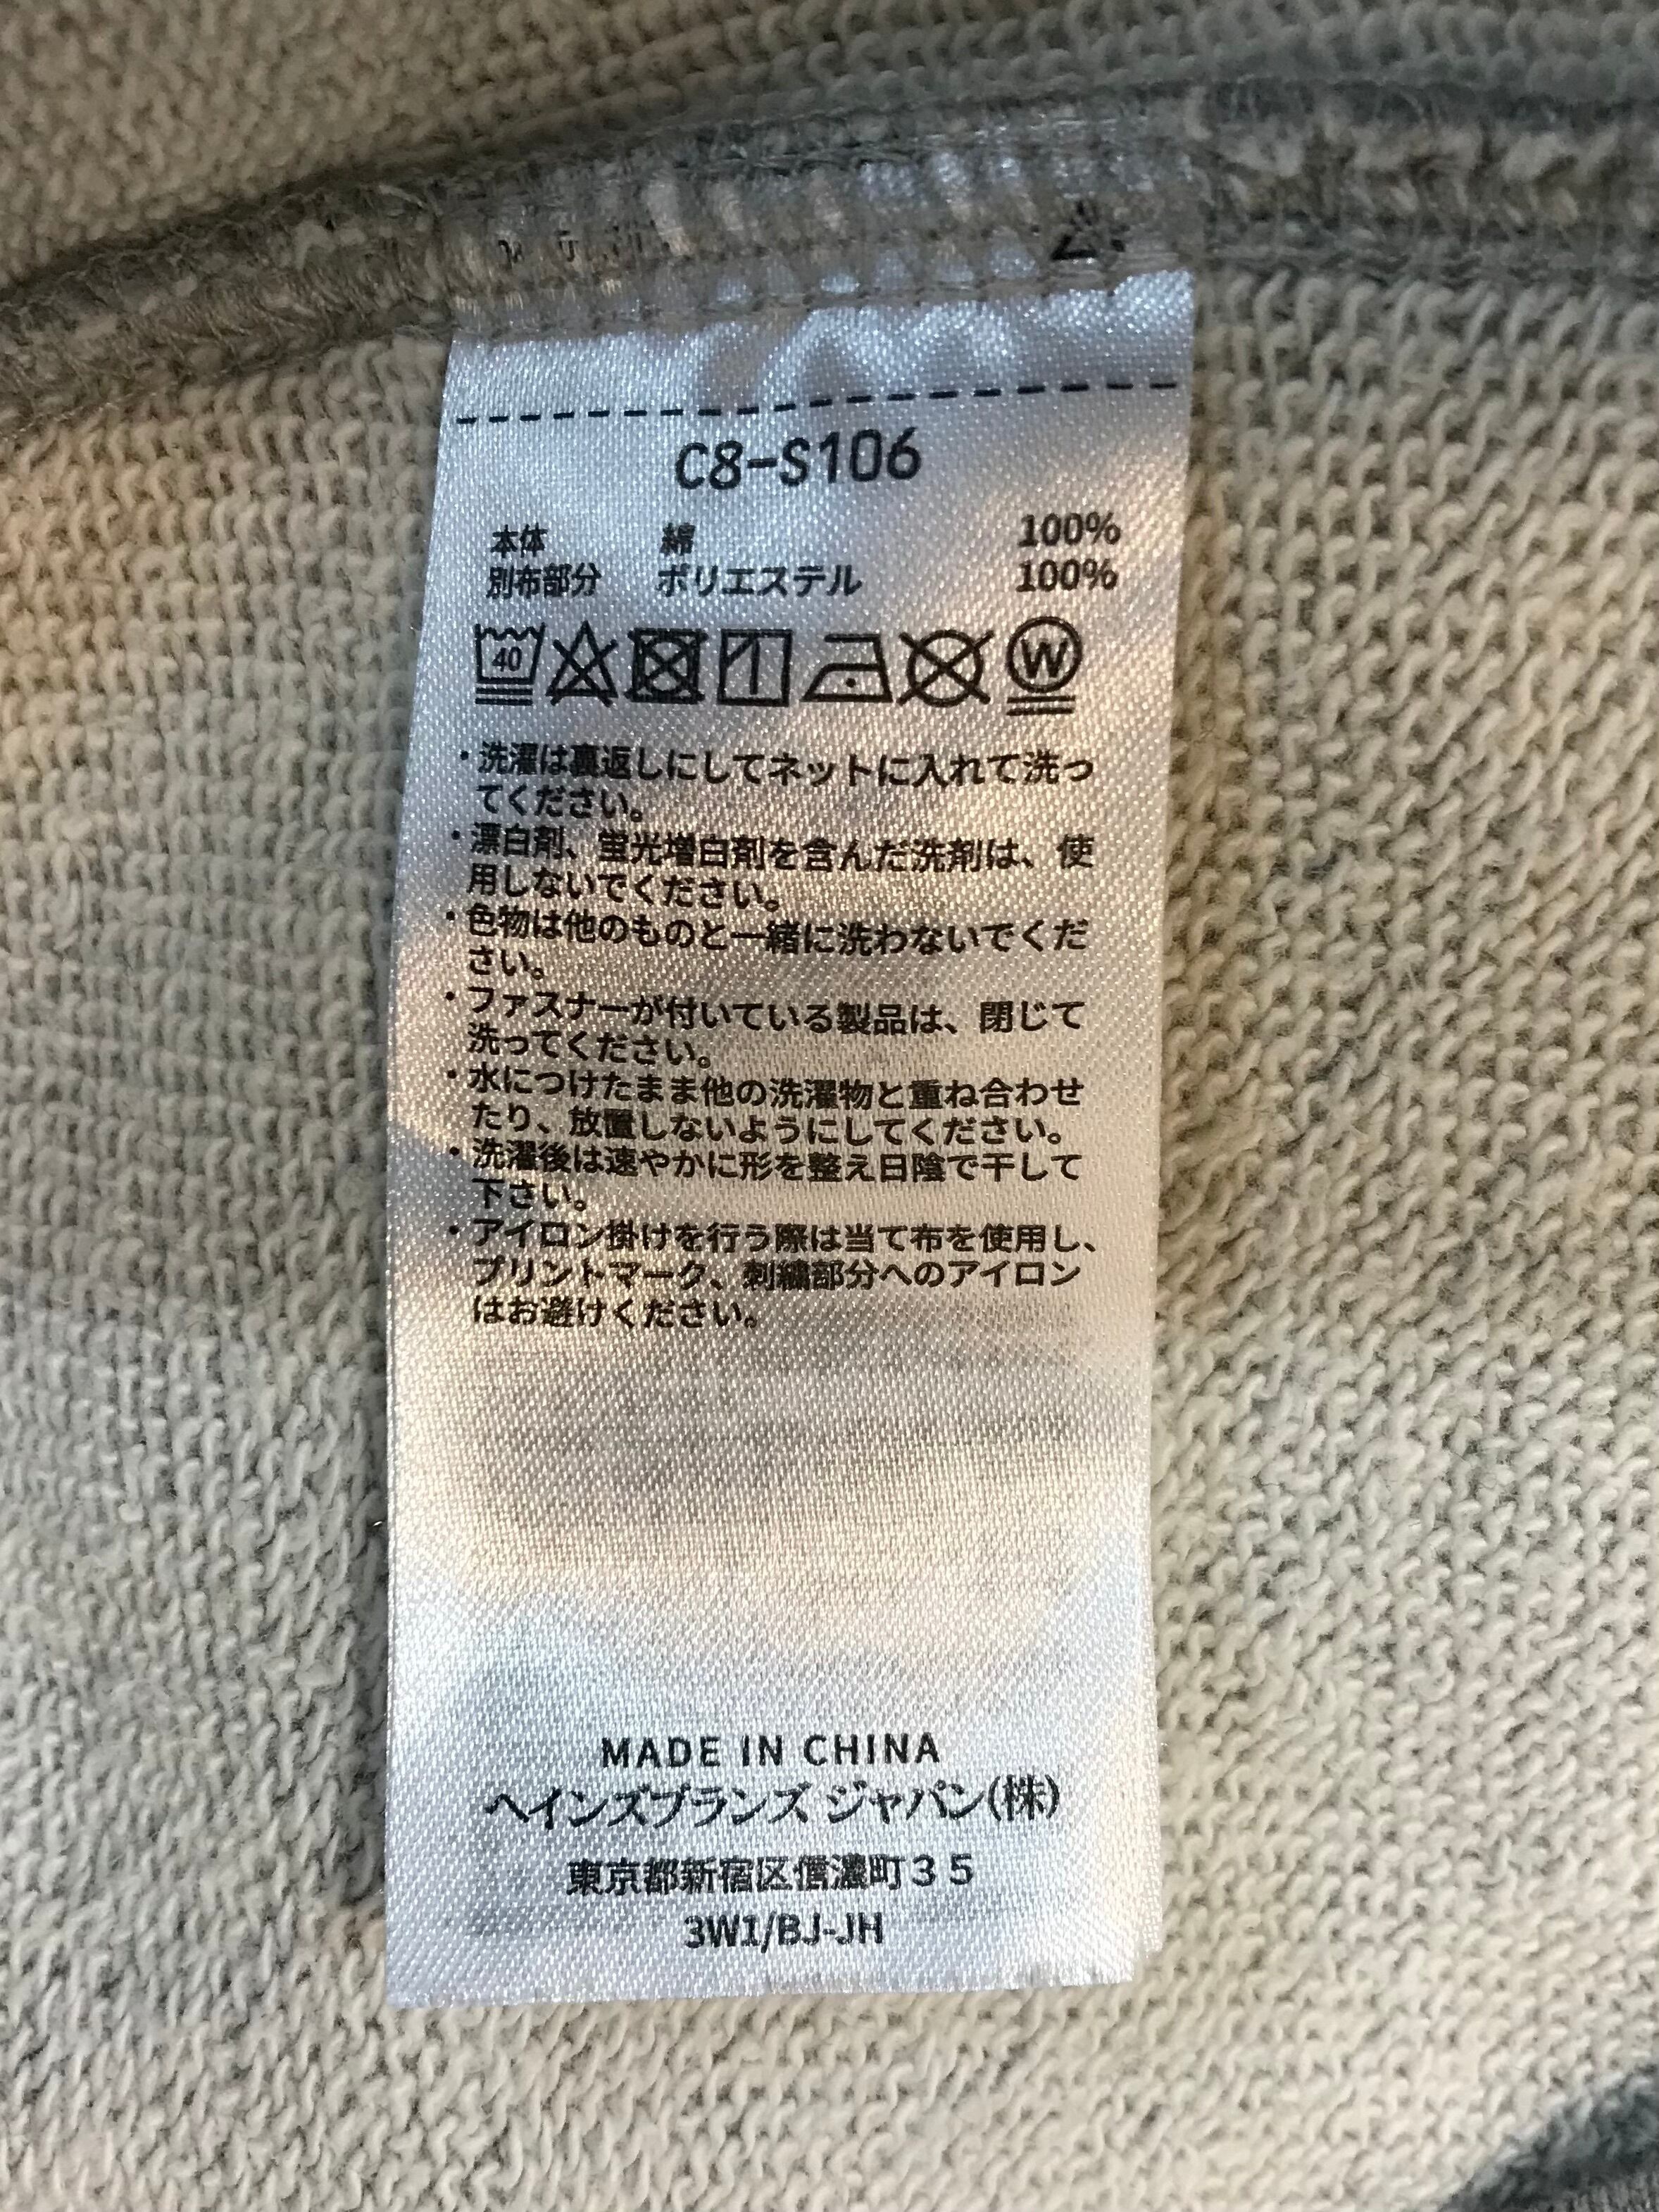 C8-S106
本体 綿 100%
別布部分 ポリエステル 100%
40
W
・洗濯は裏返しにしてネットに入れて洗っ
てください。
・漂白剤、蛍光増白剤を含んだ洗剤は、使
用しないでください。
・色物は他のものと一緒に洗わないでくだ
さい。
・ファスナーが付いている製品は、閉じて
洗ってください。
・水につけたまま他の洗濯物と重ね合わせ
たり、放置しないようにしてください。
・洗濯後は速やかに形を整え日陰で干して
下さい。
・アイロン掛けを行う際は当て布を使用し、
プリントマーク、刺繍部分へのアイロン
はお避けください。
MADE IN CHINA
ヘインズブランズ ジャパン(株)
東京都新宿区信濃町35
3W1/BJ-JH